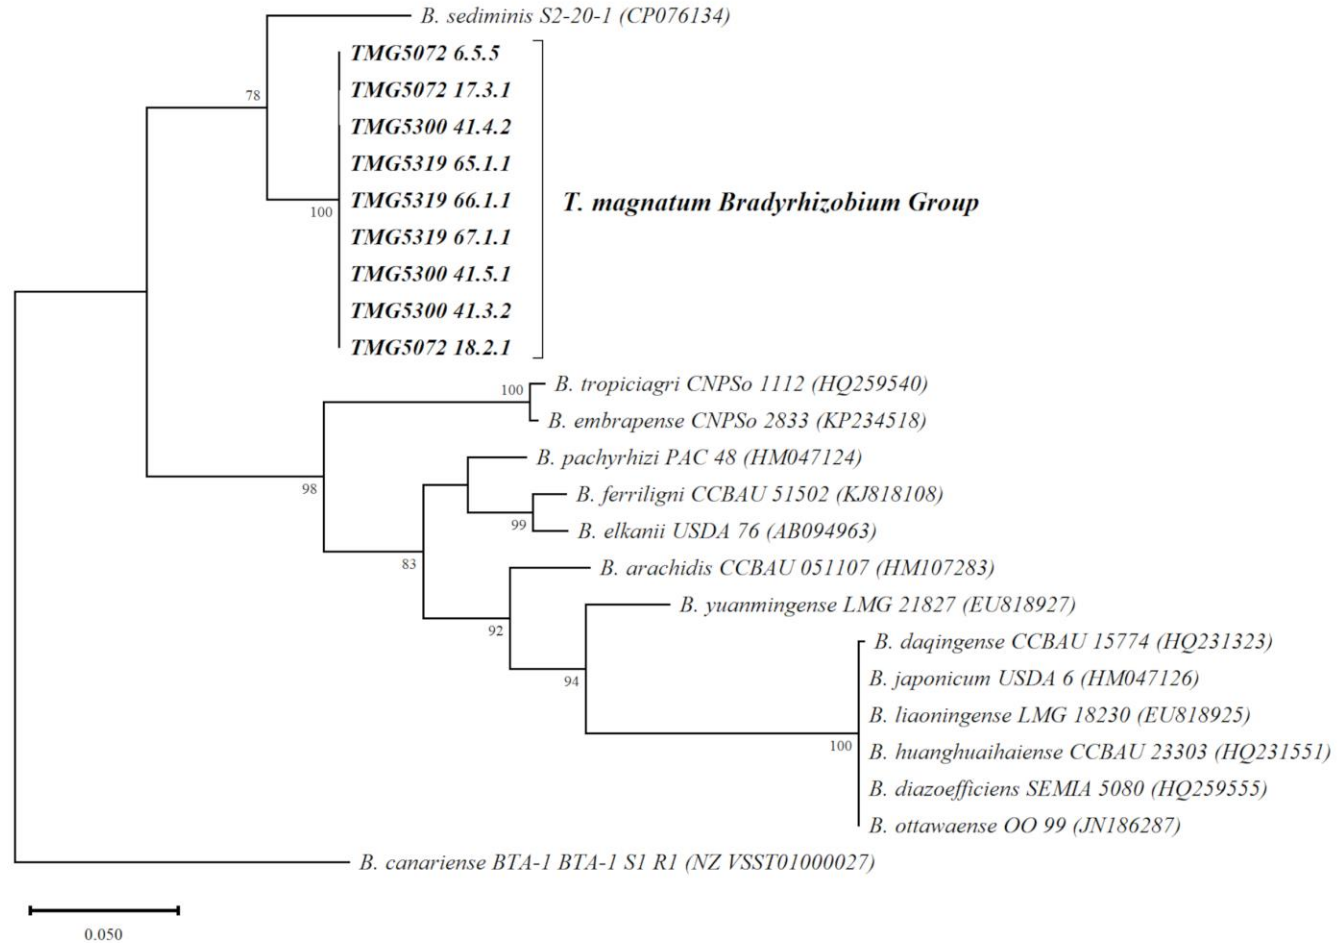 B. sediminis S2-20-1 (CP076134)
TMG5072 6.5.5
TMG5072 17.3.1
78
TMG5300 41.4.2
TMG5319 65.1.1
TMG5319 66.1.1
T. magnatum Bradyrhizobium Group
100
TMG5319 67.1.1
TMG5300 41.5.1
TMG5300 41.3.2
TMG5072 18.2.1
100
B. tropiciagri CNPSo 1112 (HQ259540)
B. embrapense CNPSo 2833 (KP234518)
B. pachyrhizi PAC 48 (HM047124)
98
B. ferriligni CCBAU 51502 (KJ818108)
99
B. elkanii USDA 76 (AB094963)
83
B. arachidis CCBAU 051107 (HM107283)
B. yuanmingense LMG 21827 (EU818927)
92
B. daqingense CCBAU 15774 (HQ231323)
94
B. japonicum USDA 6 (HM047126)
B. liaoningense LMG 18230 (EU818925)
100
B. huanghuaihaiense CCBAU 23303 (HQ231551)
B. diazoefficiens SEMIA 5080 (HQ259555)
B. ottawaense OO 99 (JN186287)
B. canariense BTA-1 BTA-1 S1 R1 (NZ VSST01000027)
0.050